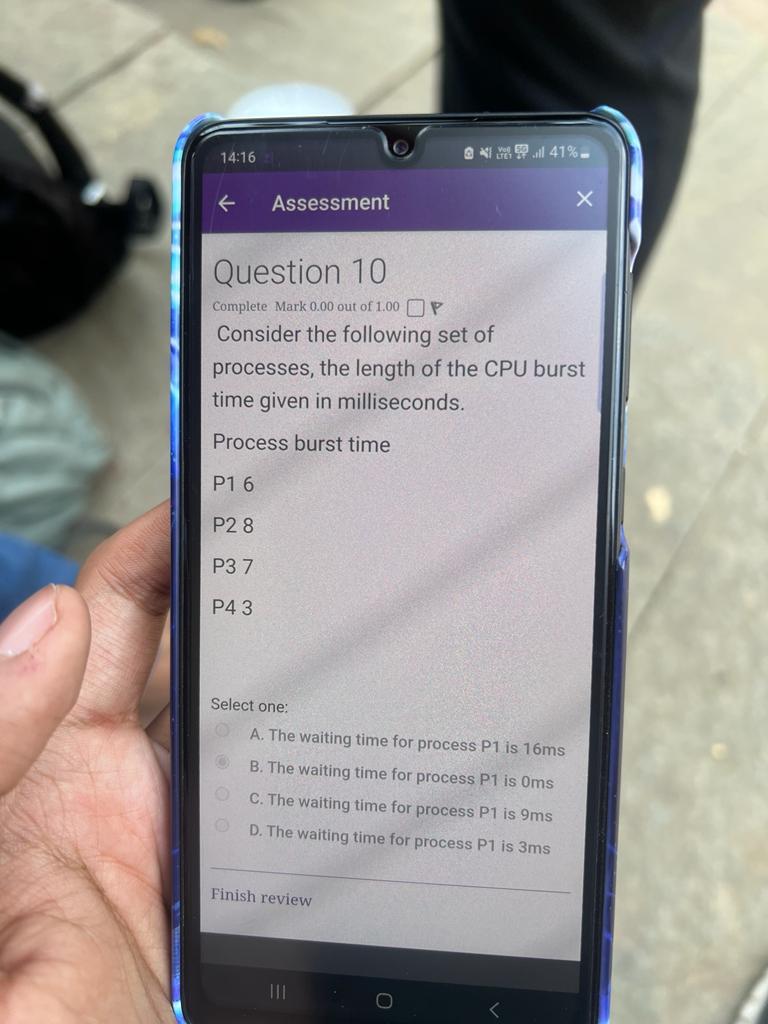 14:16
Vo8 5G
LTE1 41%
Assessment
Question 10
Complete Mark 0.00 out of 1.00
Consider the following set of
processes, the length of the CPU burst
time given in milliseconds.
Process burst time
P1 6
P2 8
P3 7
P4 3
Select one:
A. The waiting time for process P1 is 16ms
B. The waiting time for process P1 is 0ms
C. The waiting time for process P1 is 9ms
D. The waiting time for process P1 is 3ms
Finish review